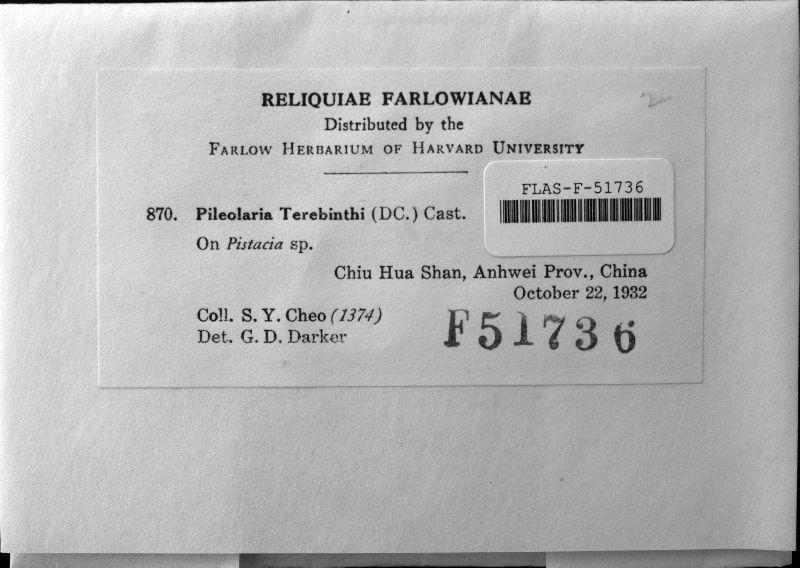 RELIQUIAE FARLOWIANAE
2
Distributed by the
FARLOW HERBARIUM OF HARVARD UNIVERSITY
FLAS-F-51736
870. Pileolaria Terebinthi (DC.) Cast.
On Pistacia sp.
Chiu Hua Shan, Anhwei Prov., China
October 22, 1932
Coll. S. Y. Cheo (1374)
Det. G. D. Darker
F51736